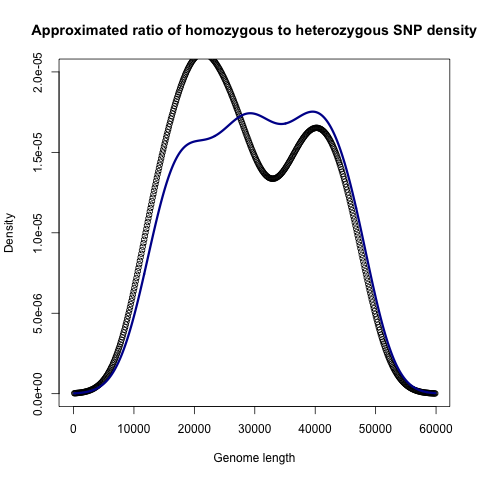 Approximated ratio of homozygous to heterozygous SNP density
Density
0.0e+00
5.0e-06
1.0e-05
1.5e-05
2.0e-05
0 10000 20000 30000 40000 50000 60000
Genome length